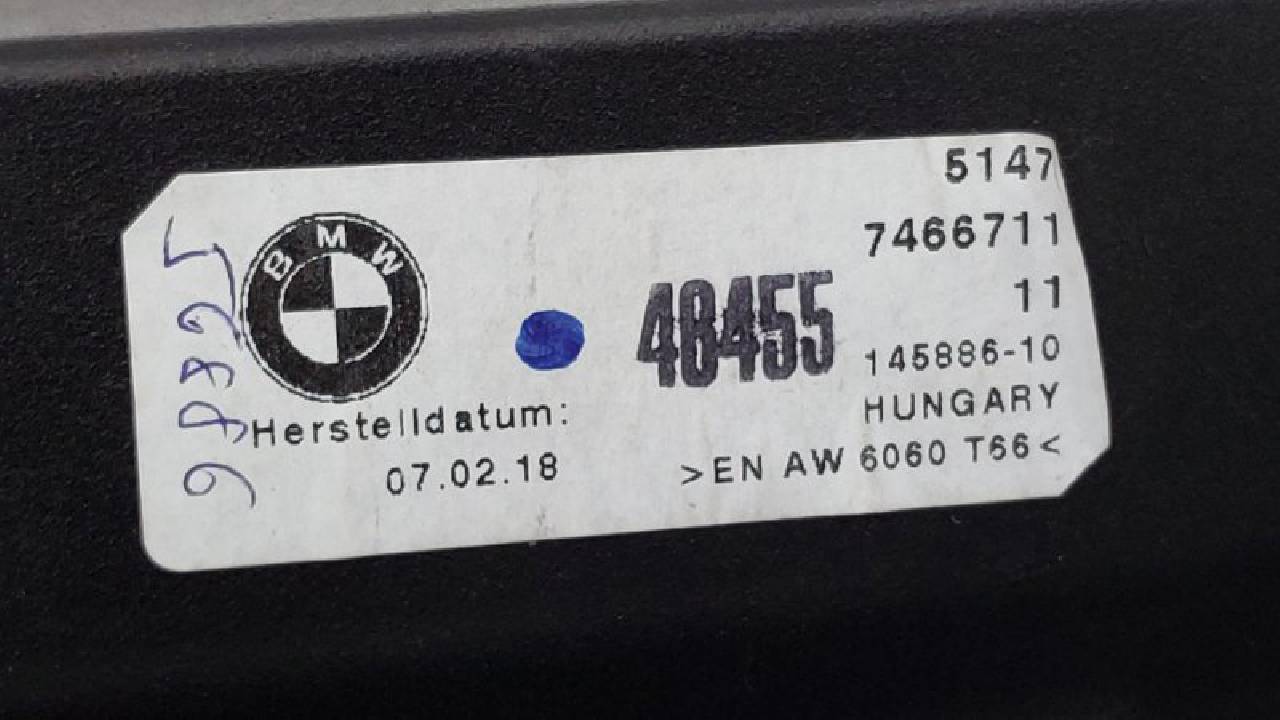 BMW
5147
7466711
48455
11
145886-10
Herstelldatum:
HUNGARY
07.02.18
>EN AW 6060 T66<